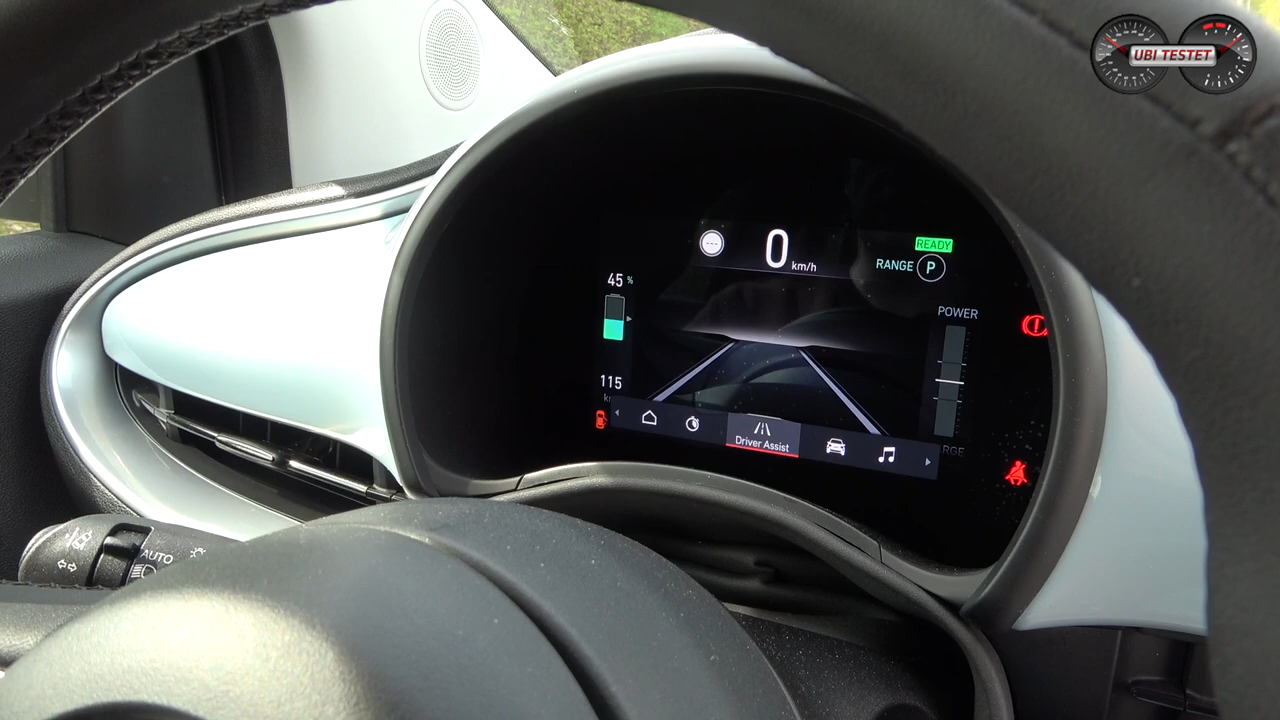 UBI TESTET
0 km/h
READY
RANGE P
45 %
POWER
115
Driver Assist
AUTO